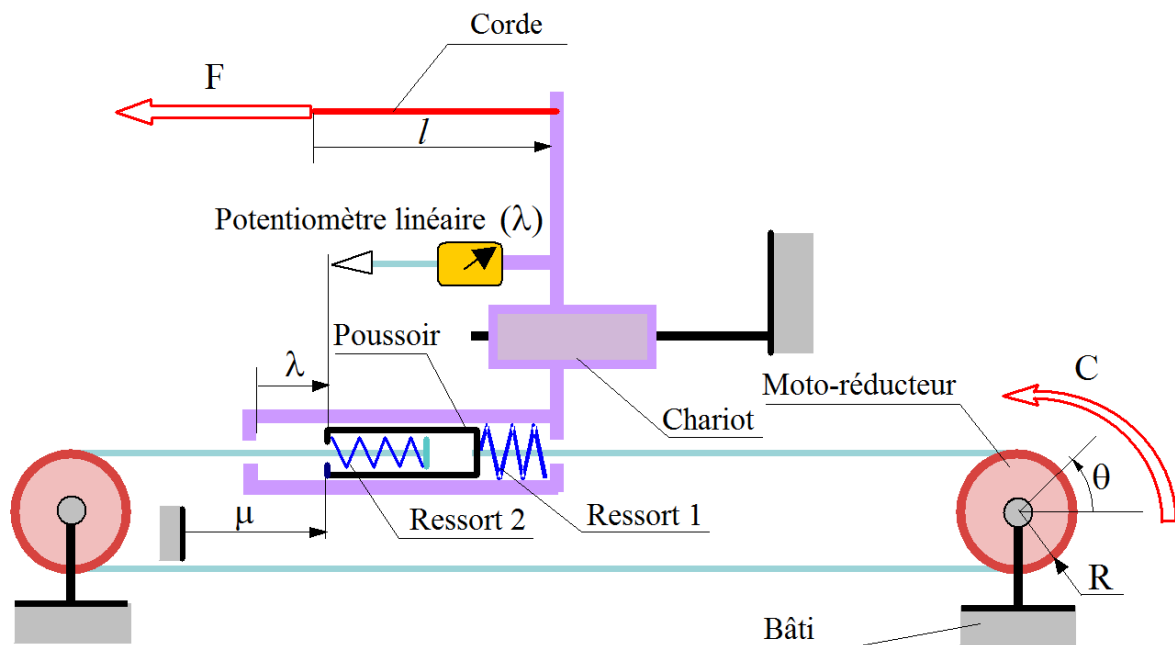 Corde
F
l
Potentiomètre linéaire (λ)
Poussoir
λ
C
Moto-réducteur
Chariot
θ
μ
Ressort 2
Ressort 1
R
Bâti